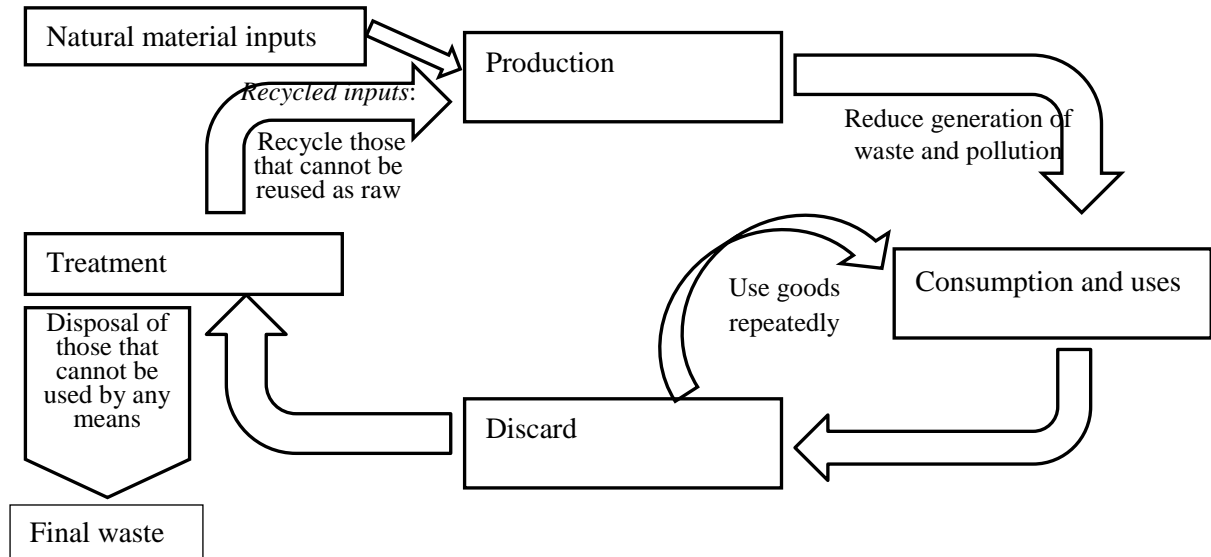 Natural material inputs
Production
Recycled inputs:
Recycle those
that cannot be
reused as raw
Reduce generation of
waste and pollution
Treatment
Use goods
repeatedly
Consumption and uses
Disposal of
those that
cannot be
used by any
means
Discard
Final waste